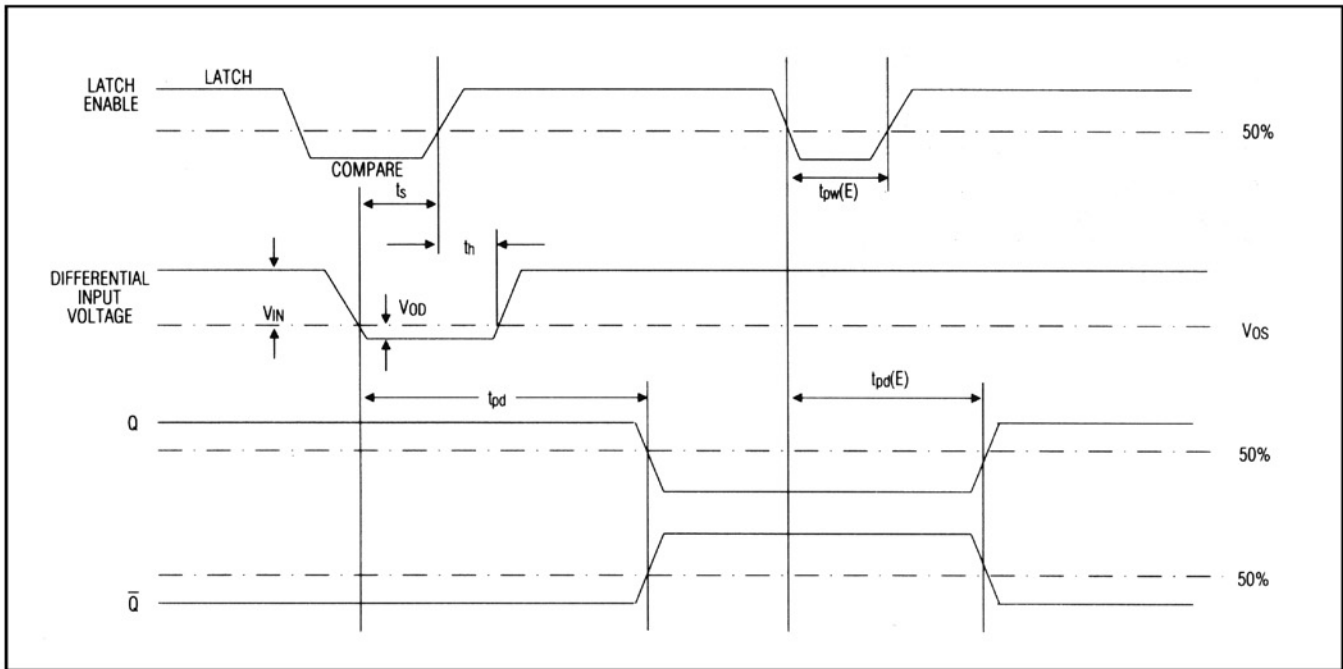 LATCH
ENABLE
LATCH
50%
COMPARE
ts
tpw(E)
th
DIFFERENTIAL
INPUT
VOLTAGE
VIN
VOD
VOS
tpd
tpd(E)
Q
50%
50%
Q̅